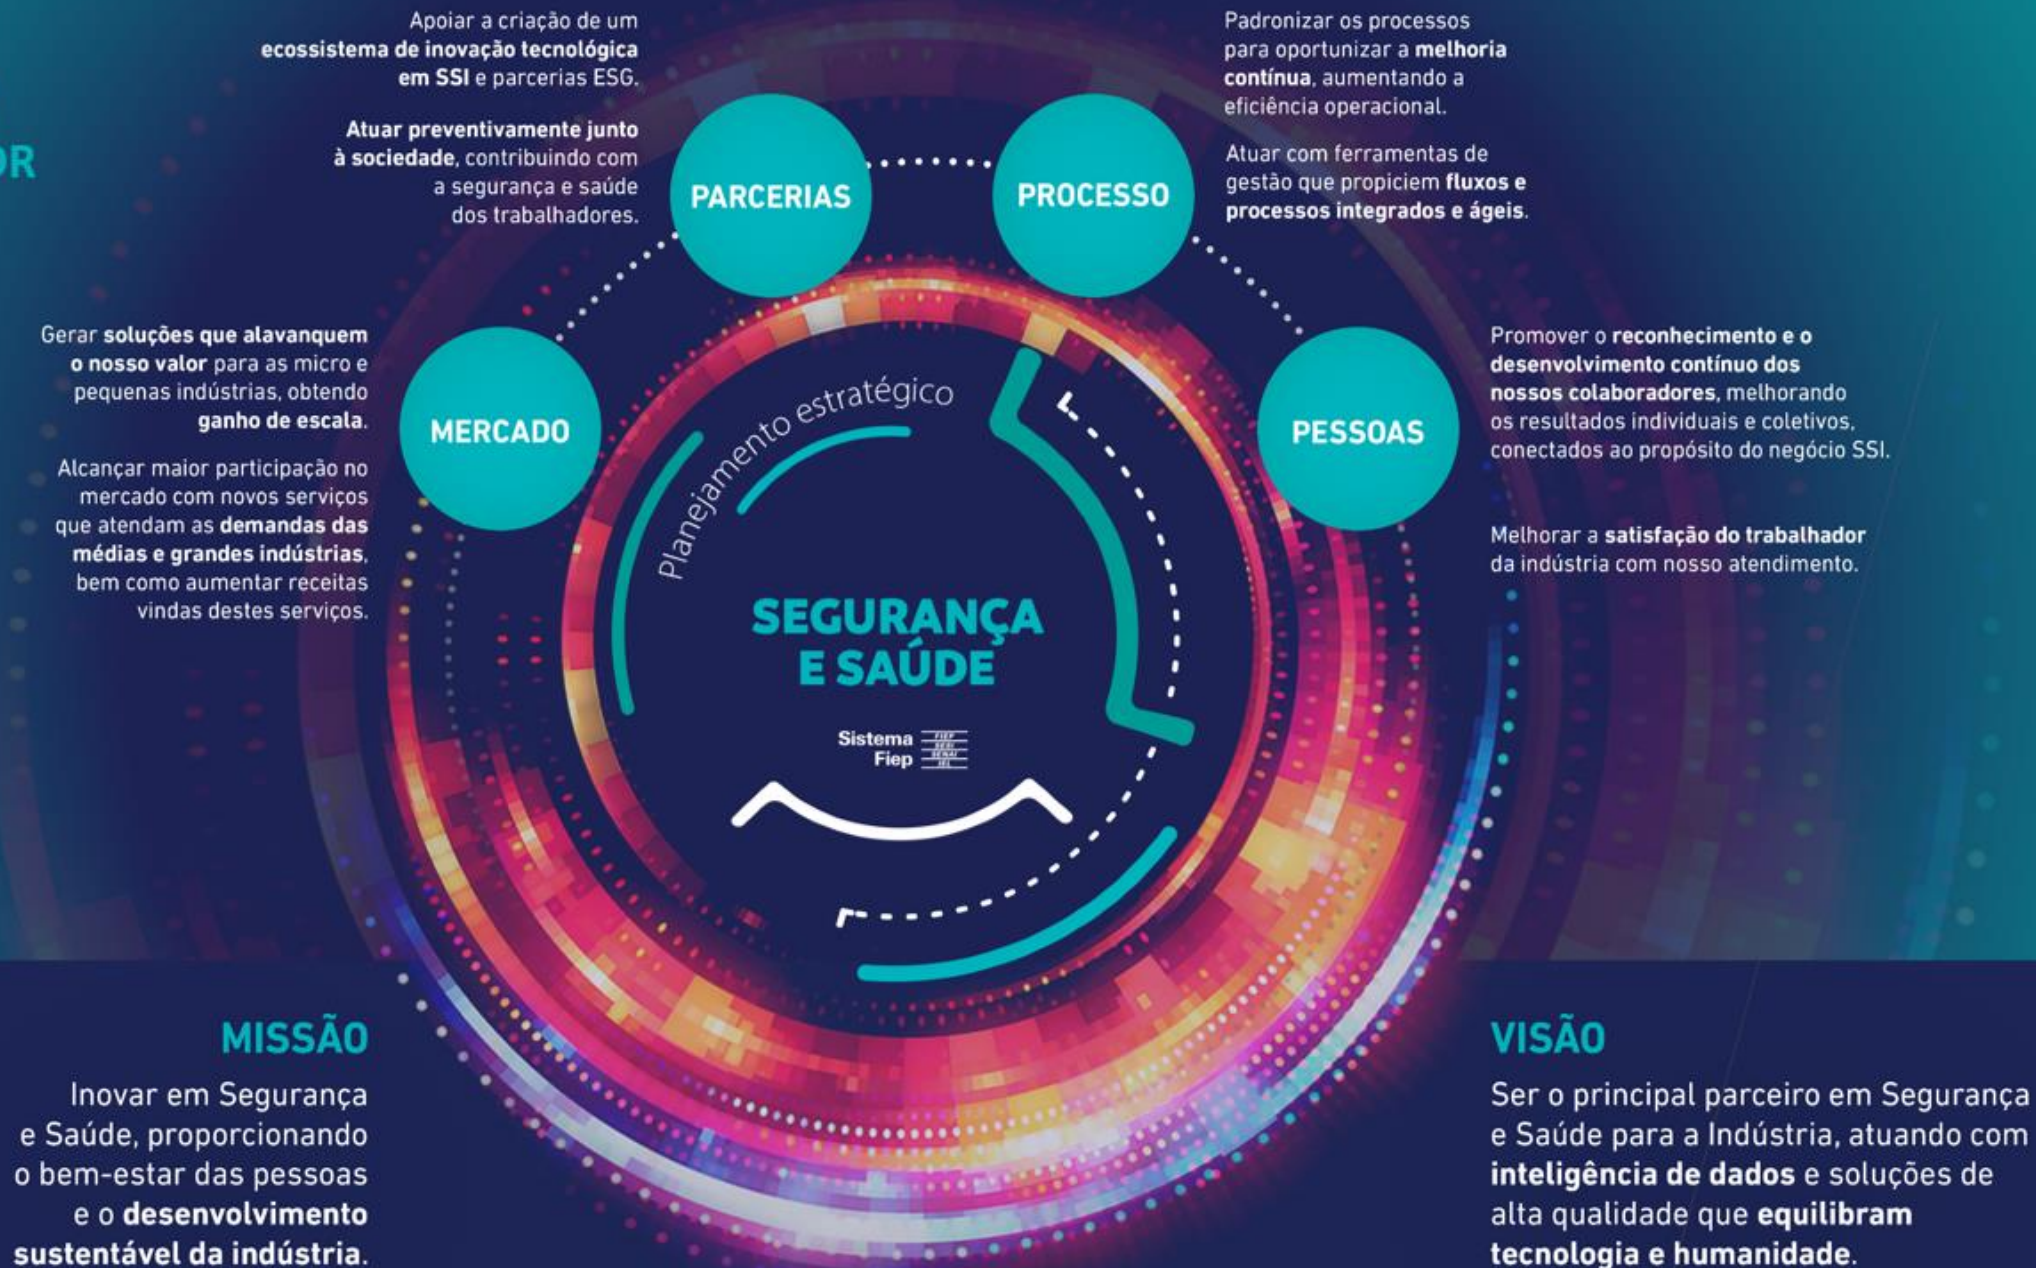 Apoiar a criação de um
ecossistema de inovação tecnológica
em SSI e parcerias ESG.
Atuar preventivamente junto
à sociedade, contribuindo com
a segurança e saúde
dos trabalhadores.
PARCERIAS
PROCESSO
Padronizar os processos
para oportunizar a melhoria
contínua, aumentando a
eficiência operacional.
Atuar com ferramentas de
gestão que propiciem fluxos e
processos integrados e ágeis.
Gerar soluções que alavanquem
o nosso valor para as micro e
pequenas indústrias, obtendo
ganho de escala.
Alcançar maior participação no
mercado com novos serviços
que atendam as demandas das
médias e grandes indústrias,
bem como aumentar receitas
vindas destes serviços.
MERCADO
PESSOAS
Promover o reconhecimento e o
desenvolvimento contínuo dos
nossos colaboradores, melhorando
os resultados individuais e coletivos,
conectados ao propósito do negócio SSI.
Melhorar a satisfação do trabalhador
da indústria com nosso atendimento.
Planejamento estratégico
SEGURANÇA
E SAÚDE
Sistema
Fiep
FIEP
SESI
SENAI
IEL
MISSÃO
Inovar em Segurança
e Saúde, proporcionando
o bem-estar das pessoas
e o desenvolvimento
sustentável da indústria.
VISÃO
Ser o principal parceiro em Segurança
e Saúde para a Indústria, atuando com
inteligência de dados e soluções de
alta qualidade que equilibram
tecnologia e humanidade.